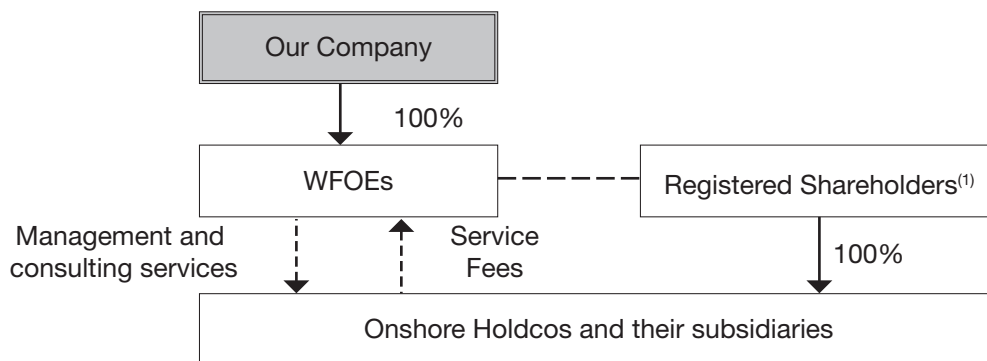 Our Company
100%
WFOEs
Registered Shareholders(1)
Management and
consulting services
Service
Fees
100%
Onshore Holdcos and their subsidiaries